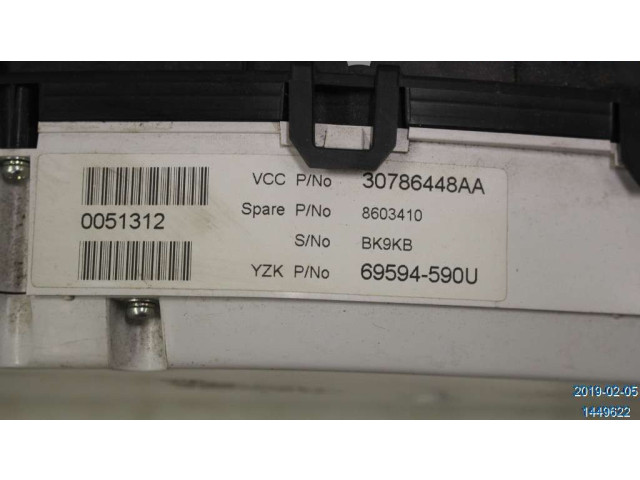 VCC P/No 30786448AA
0051312
Spare P/No 8603410
S/No BK9KB
YZK P/No 69594-590U
2019-02-05
1449622